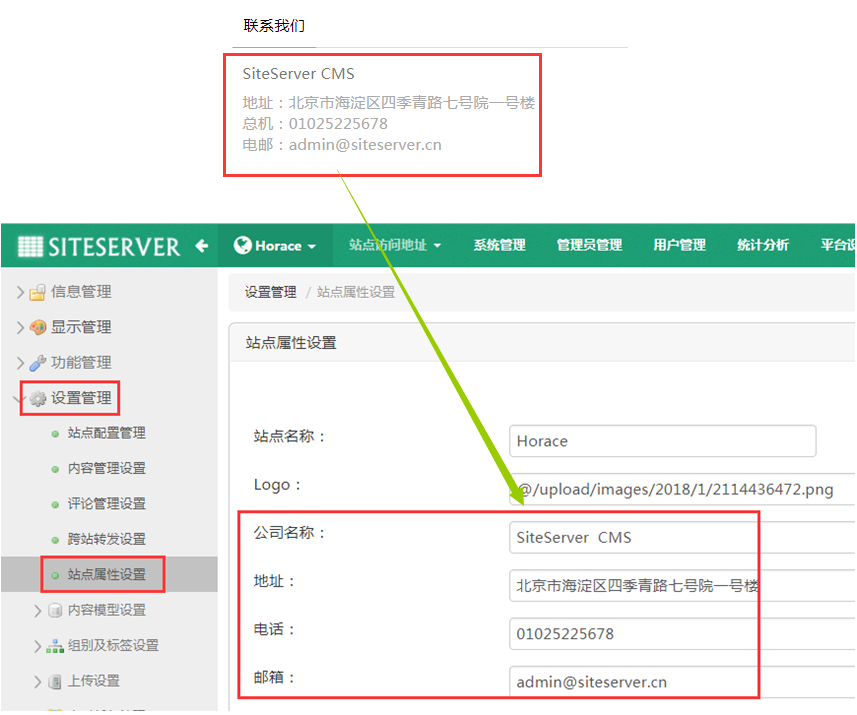 联系我们
SiteServer CMS
地址：北京市海淀区四季青路七号院一号楼
总机：01025225678
电邮：admin@siteserver.cn
SITESERVER
Horace
站点访问地址
系统管理
管理员管理
用户管理
统计分析
平台设
信息管理
显示管理
功能管理
设置管理
站点配置管理
内容管理设置
评论管理设置
跨站转发设置
站点属性设置
内容模型设置
组别及标签设置
上传设置
设置管理 / 站点属性设置
站点属性设置
站点名称： Horace
Logo： @/upload/images/2018/1/2114436472.png
公司名称： SiteServer CMS
地址： 北京市海淀区四季青路七号院一号楼
电话： 01025225678
邮箱： admin@siteserver.cn